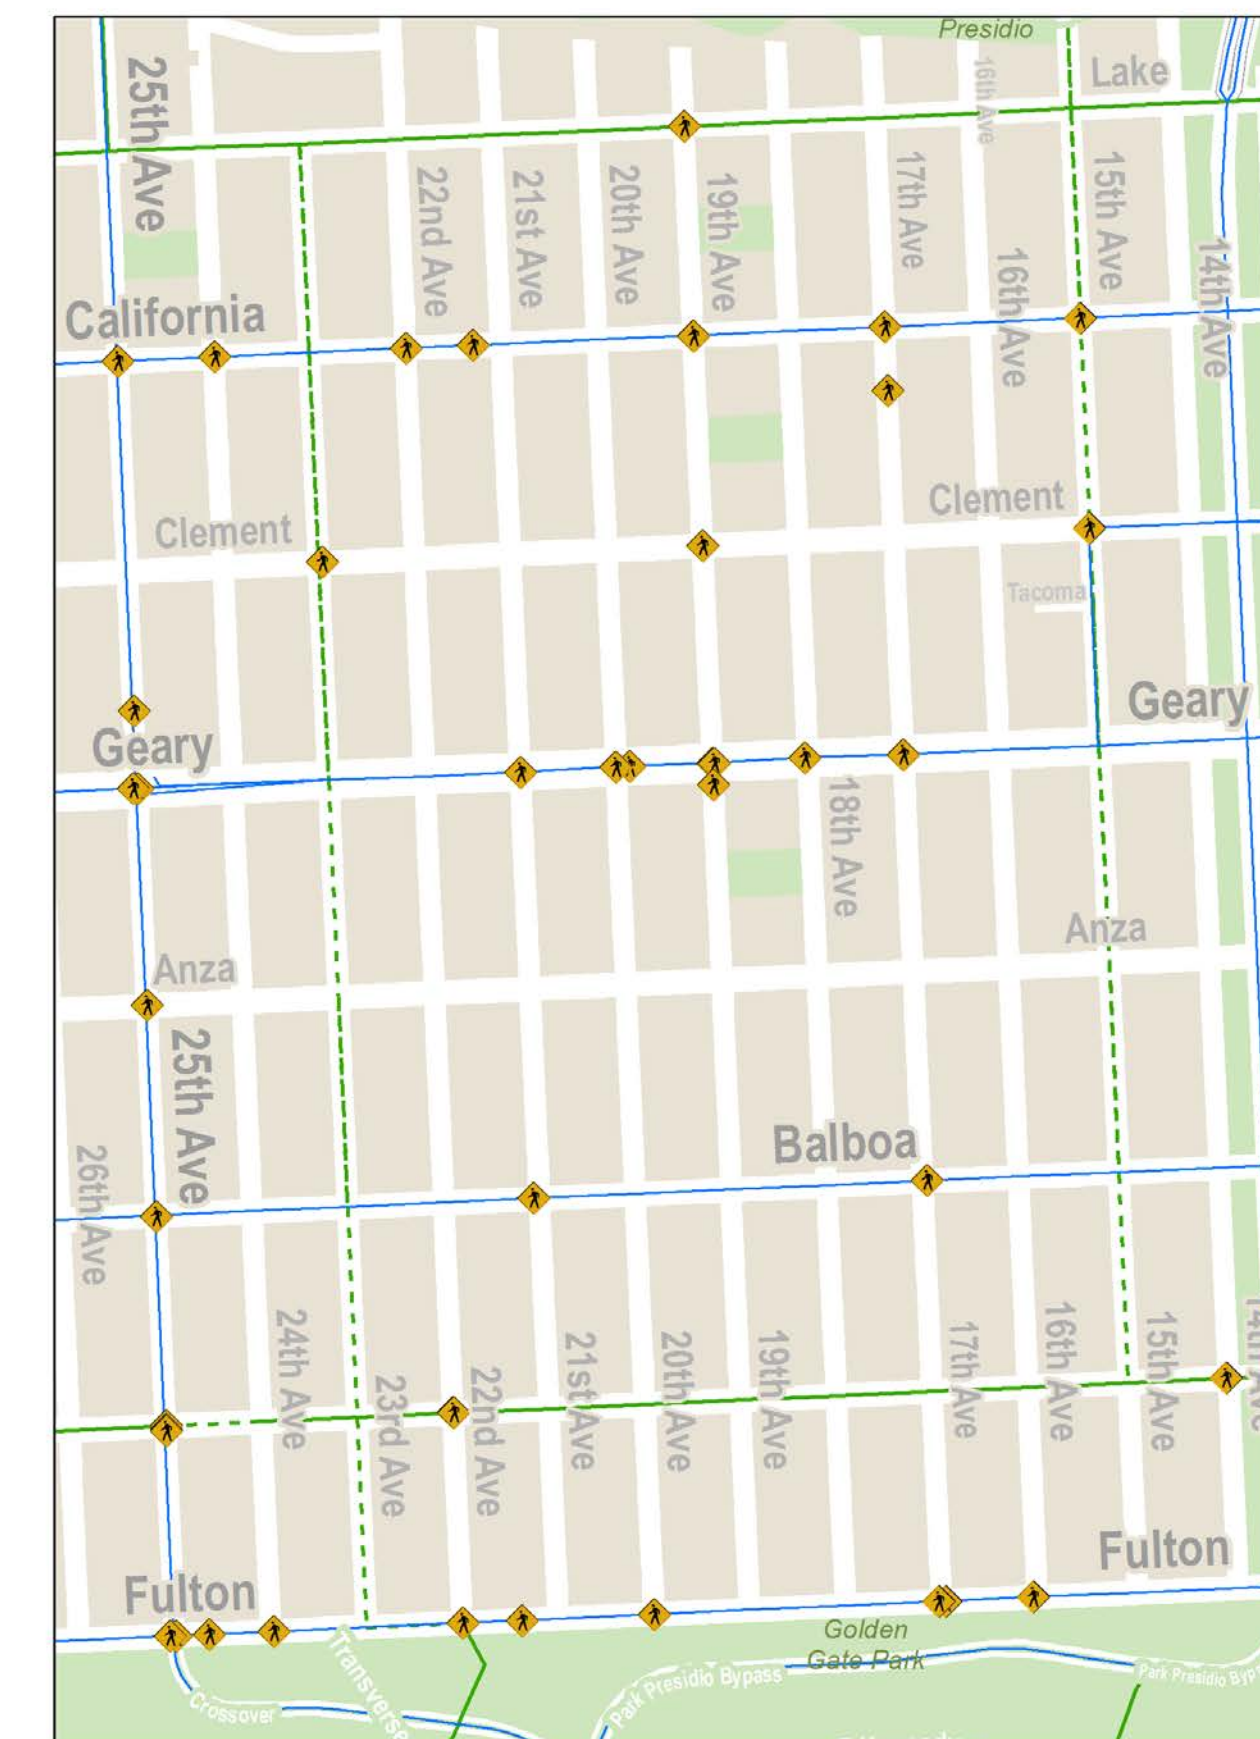 Presidio
Lake
25th Ave
16th Ave
22nd Ave
21st Ave
20th Ave
19th Ave
17th Ave
15th Ave
16th Ave
14th Ave
California
Clement
Clement
Tacoma
Geary
Geary
18th Ave
Anza
Anza
25th Ave
Balboa
26th Ave
24th Ave
23rd Ave
22nd Ave
21st Ave
20th Ave
19th Ave
17th Ave
16th Ave
15th Ave
Fulton
Fulton
Golden
Gate Park
Transverse
Crossover
Park Presidio Bypass